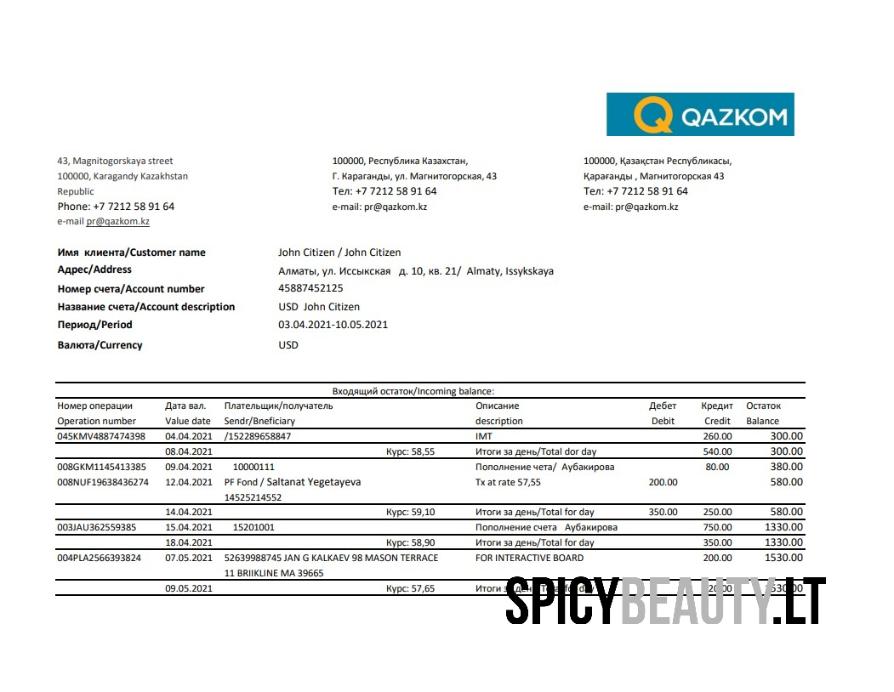 QAZKOM
43, Magnitogorskaya street
100000, Karagandy Kazakhstan
Republic
Phone: +7 7212 58 91 64
e-mail pr@qazkom.kz
100000, Республика Казахстан,
Г. Караганды, ул. Магнитогорская, 43
Тел: +7 7212 58 91 64
e-mail: pr@qazkom.kz
100000, Қазақстан Республикасы,
Қарағанды , Магнитогорская 43
Тел: +7 7212 58 91 64
e-mail: pr@qazkom.kz
Имя клиента/Customer name John Citizen / John Citizen
Адрес/Address Алматы, ул. Иссыкская д. 10, кв. 21/ Almaty, Issykskaya
Номер счета/Account number 45887452125
Название счета/Account description USD John Citizen
Период/Period 03.04.2021-10.05.2021
Валюта/Currency USD
Входящий остаток/Incoming balance:
Номер операции Дата вал. Плательщик/получатель Описание Дебет Кредит Остаток
Operation number Value date Sendr/Bneficiary description Debit Credit Balance
045KMV4887474398 04.04.2021 /152289658847 IMT 260.00 300.00
08.04.2021 Курс: 58,55 Итоги за день/Total dor day 540.00 300.00
008GKM1145413385 09.04.2021 10000111 Пополнение чета/ Аубакирова 80.00 380.00
008NUF19638436274 12.04.2021 PF Fond / Saltanat Yegetayeva Tx at rate 57,55 200.00 580.00
14525214552
14.04.2021 Курс: 59,10 Итоги за день/Total for day 350.00 250.00 580.00
003JAU362559385 15.04.2021 15201001 Пополнение счета Аубакирова 750.00 1330.00
18.04.2021 Курс: 58,90 Итоги за день/Total for day 350.00 1330.00
004PLA2566393824 07.05.2021 52639988745 JAN G KALKAEV 98 MASON TERRACE FOR INTERACTIVE BOARD 200.00 1530.00
11 BRIIKLINE MA 39665
09.05.2021 Курс: 57,65 Итоги
SPICYBEAUTY.LT